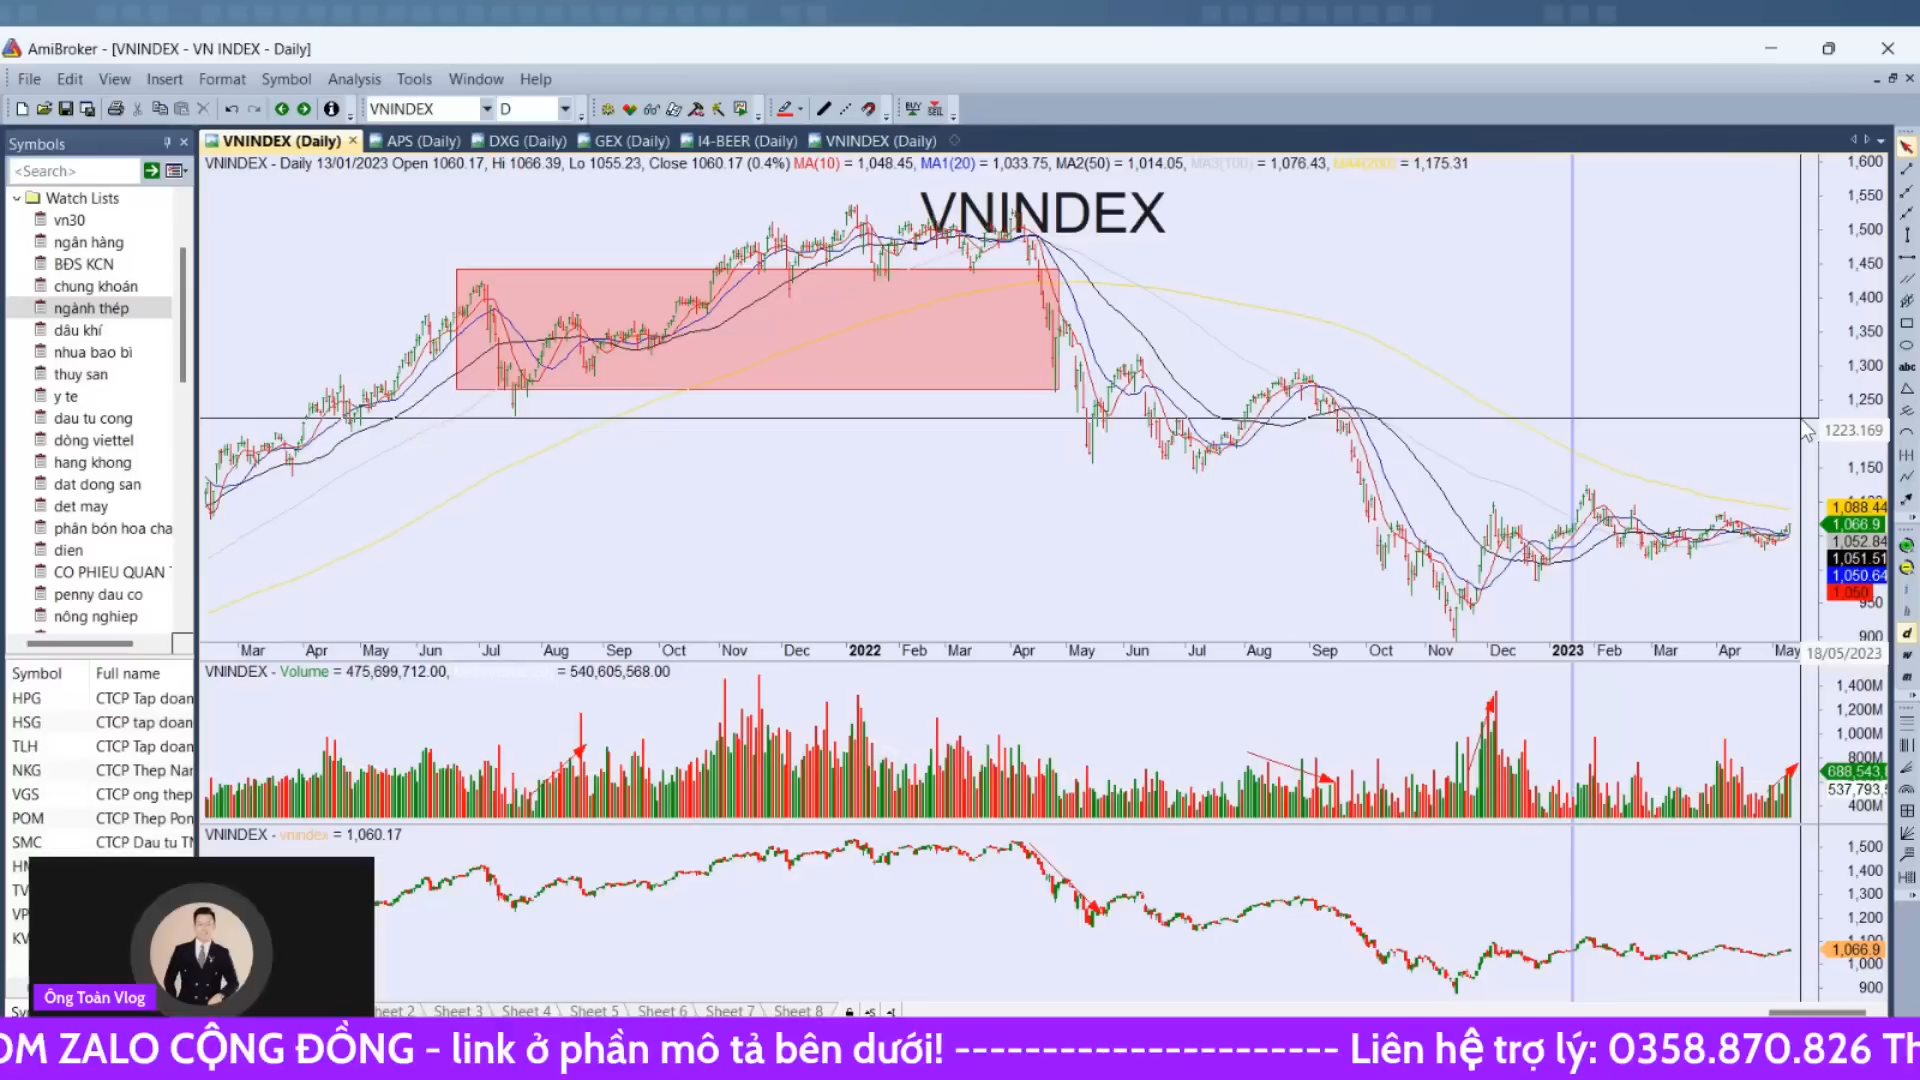 AmiBroker - [VNINDEX - VN INDEX - Daily]
File Edit View Insert Format Symbol Analysis Tools Window Help
VNINDEX D
BUY SELL
Symbols
<Search>
Watch Lists
vn30
ngân hàng
BĐS KCN
chung khoán
ngành thép
dầu khí
nhua bao bì
thuy san
y te
dau tu cong
dòng viettel
hang khong
dat dong san
det may
phân bón hoa cha
dien
CO PHIEU QUAN
penny dau co
nông nghiep
Symbol Full name
HPG CTCP Tap doan
HSG CTCP tap doan
TLH CTCP Tap doan
NKG CTCP Thep Nar
VGS CTCP ong thep
POM CTCP Thep Pon
SMC CTCP Dau tu TN
TV
VP
KV
VNINDEX (Daily) APS (Daily) DXG (Daily) GEX (Daily) I4-BEER (Daily) VNINDEX (Daily)
VNINDEX - Daily 13/01/2023 Open 1060.17, Hi 1066.39, Lo 1055.23, Close 1060.17 (0.4%) MA(10) = 1,048.45, MA1(20) = 1,033.75, MA2(50) = 1,014.05, MA3(100) = 1,076.43, MA4(200) = 1,175.31
VNINDEX
1,600
1,550
1,500
1,450
1,400
1,350
1,300
1,250
1223.169
1,150
1,088.44
1,066.9
1,052.84
1,051.51
1,050.64
1,050
950
900
Mar Apr May Jun Jul Aug Sep Oct Nov Dec 2022 Feb Mar Apr May Jun Jul Aug Sep Oct Nov Dec 2023 Feb Mar Apr May 18/05/2023
VNINDEX - Volume = 475,699,712.00, = 540,605,568.00
1,400M
1,200M
1,000M
800M
688,543,
537,793,
400M
VNINDEX - vnindex = 1,060.17
1,500
1,400
1,300
1,200
1,066.9
1,000
900
abc
d
w
m
Ông Toàn Vlog
heet 2 Sheet 3 Sheet 4 Sheet 5 Sheet 6 Sheet 7 Sheet 8
OM ZALO CỘNG ĐỒNG - link ở phần mô tả bên dưới! ---------------------- Liên hệ trợ lý: 0358.870.826 Th